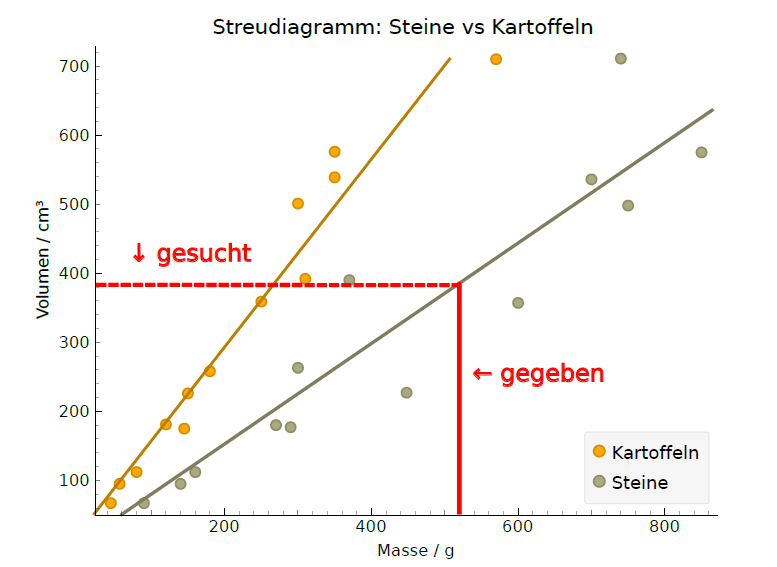 Streudiagramm: Steine vs Kartoffeln
700
600
500
400
300
200
100
Volumen / cm³
↓ gesucht
← gegeben
Kartoffeln
Steine
200
400
600
800
Masse / g